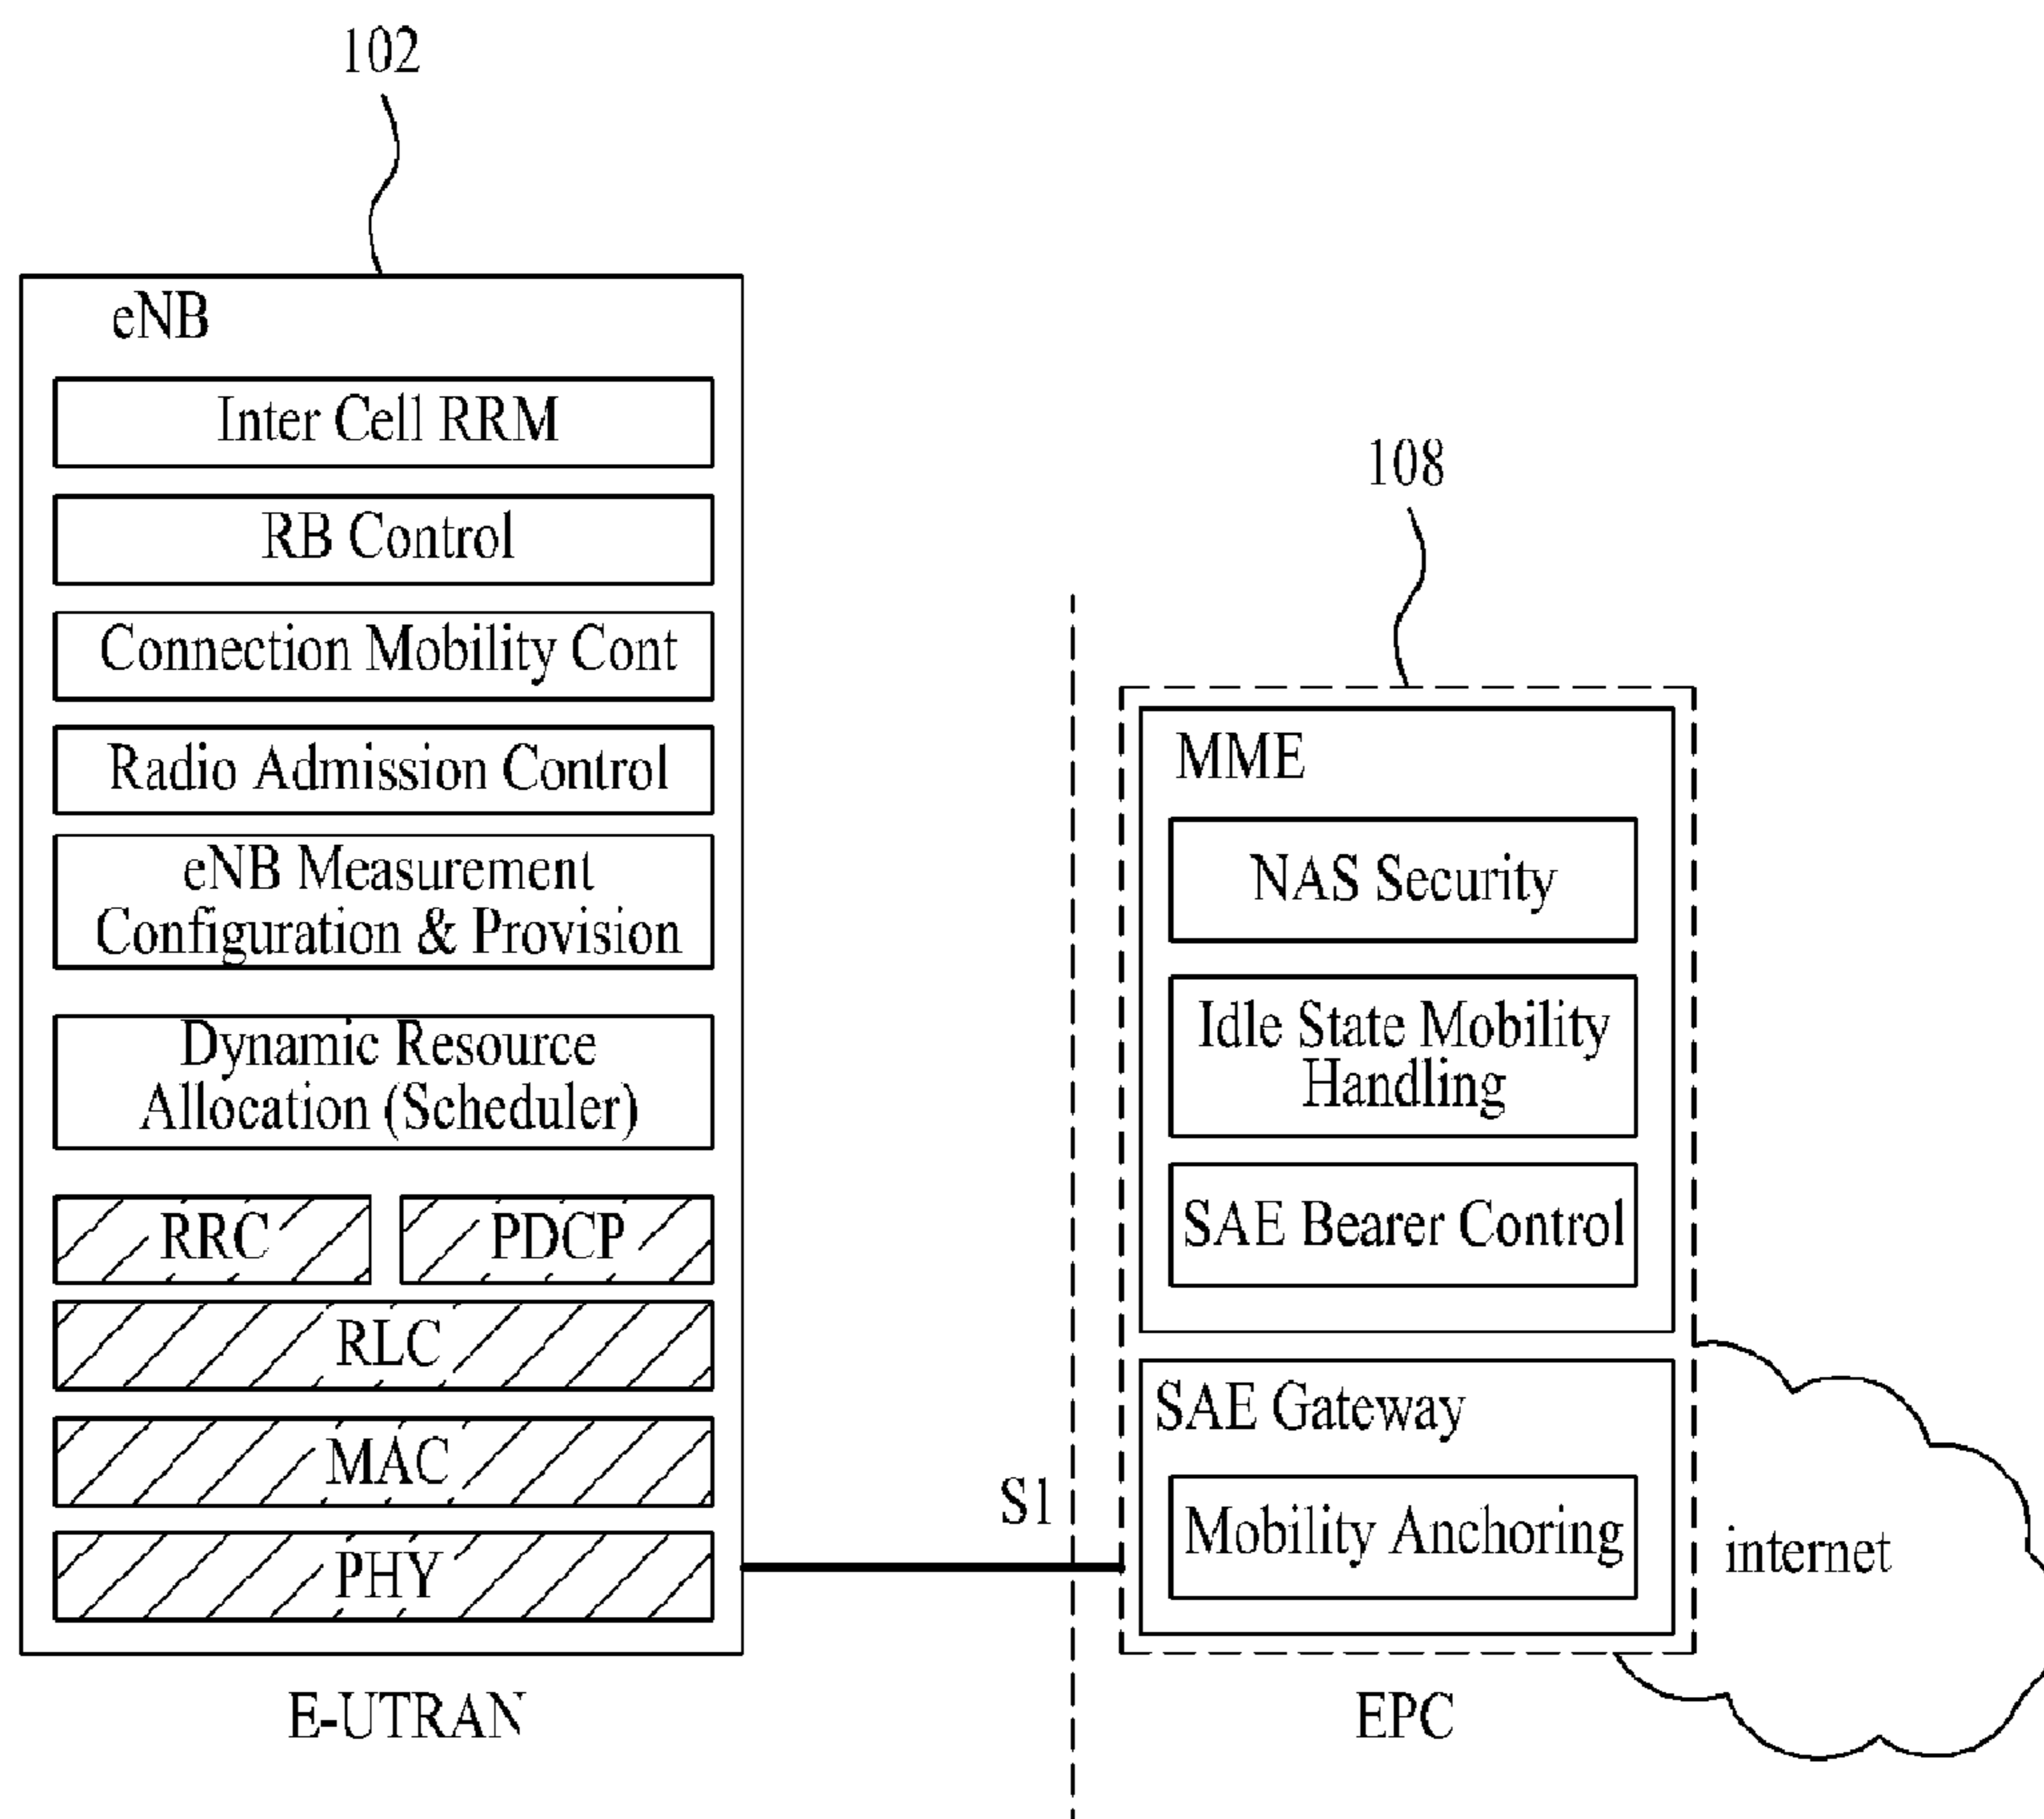 102
eNB
Inter Cell RRM
RB Control
Connection Mobility Cont
Radio Admission Control
eNB Measurement
Configuration & Provision
Dynamic Resource
Allocation (Scheduler)
RRC
PDCP
RLC
MAC
PHY
E-UTRAN
S1
108
MME
NAS Security
Idle State Mobility
Handling
SAE Bearer Control
SAE Gateway
Mobility Anchoring
EPC
internet